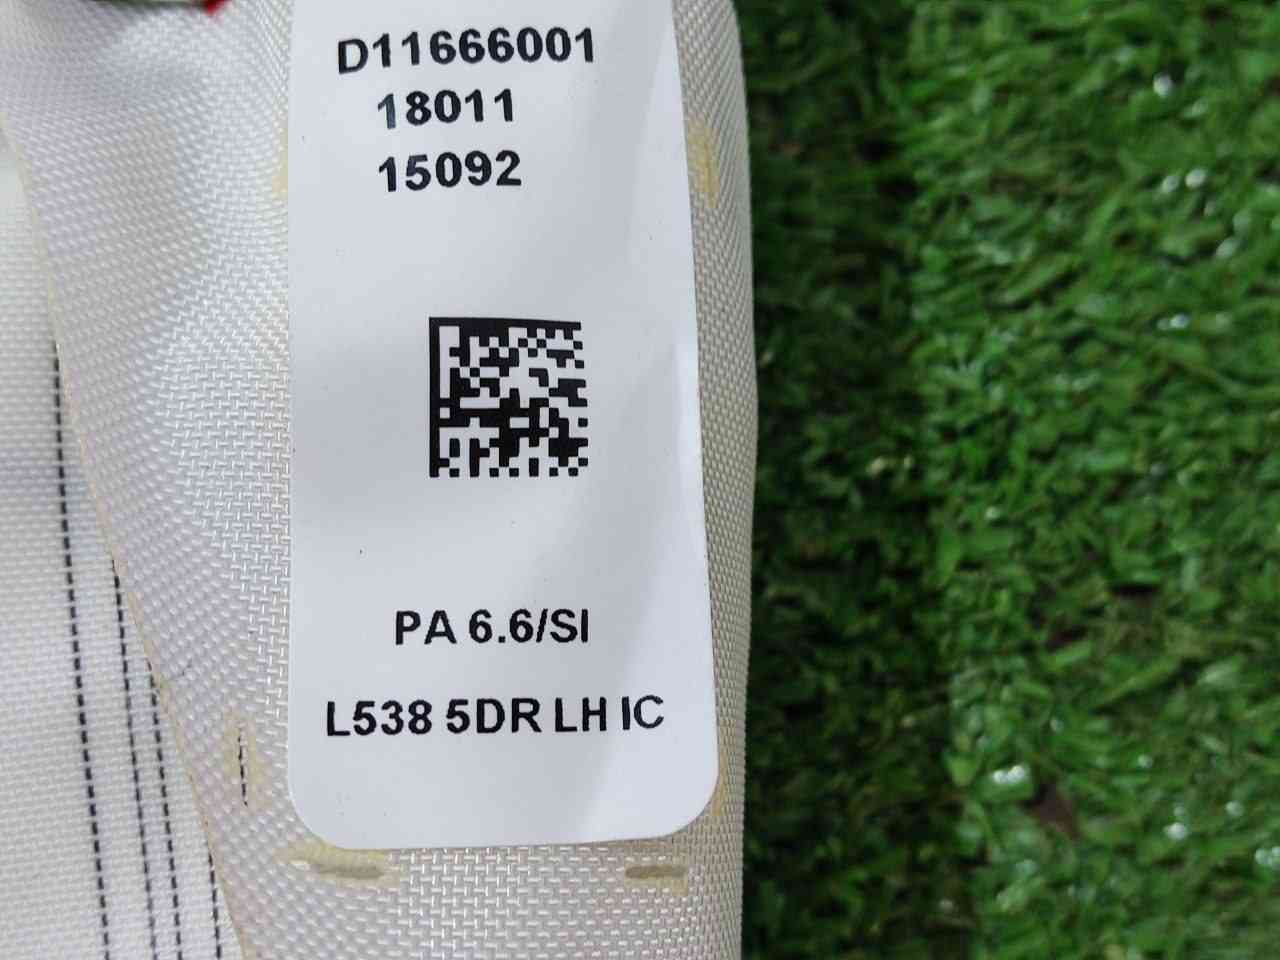 D11666001
18011
15092
PA 6.6/SI
L538 5DR LH IC